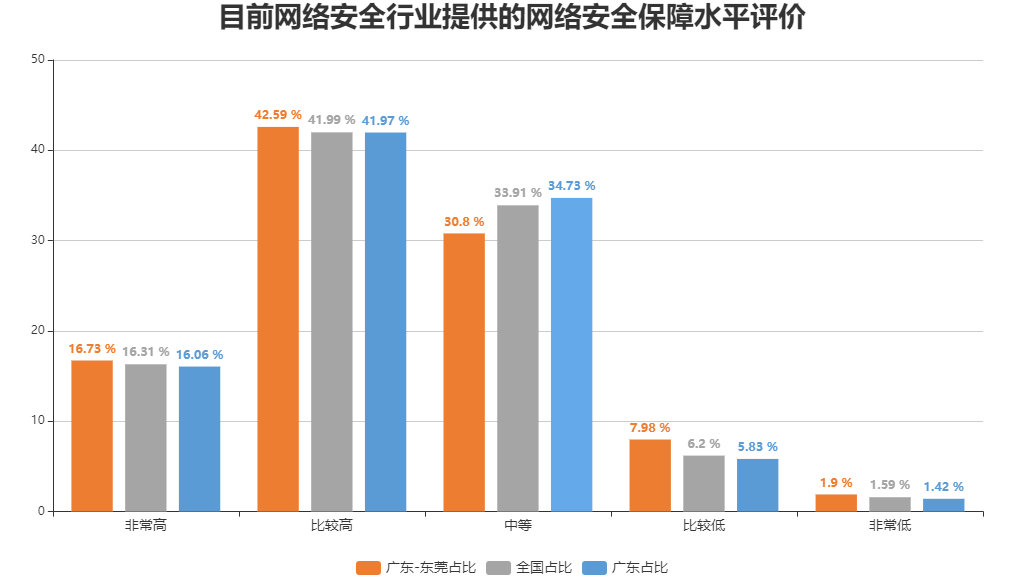 目前网络安全行业提供的网络安全保障水平评价
50
40
30
20
10
0
42.59 %
41.99 %
41.97 %
30.8 %
33.91 %
34.73 %
16.73 %
16.31 %
16.06 %
7.98 %
6.2 %
5.83 %
1.9 %
1.59 %
1.42 %
非常高
比较高
中等
比较低
非常低
广东-东莞占比
全国占比
广东占比